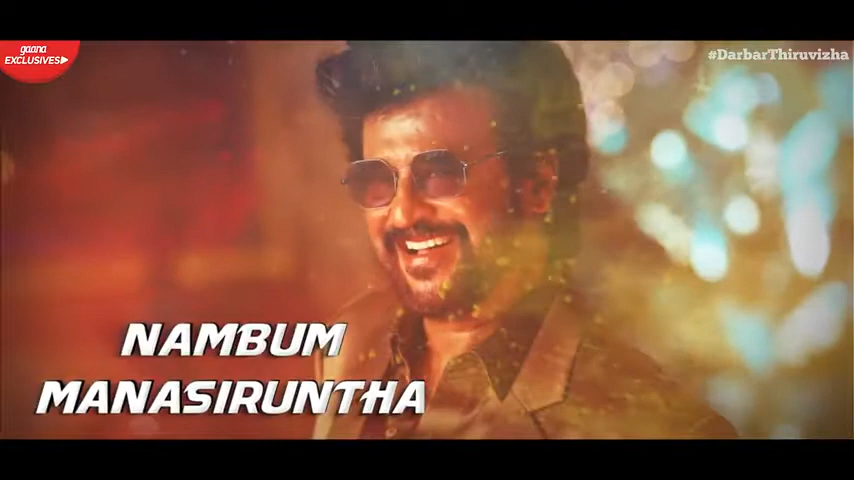 gaana
EXCLUSIVES
#DarbarThiruvizha
NAMBUM
MANASIRUNTHA